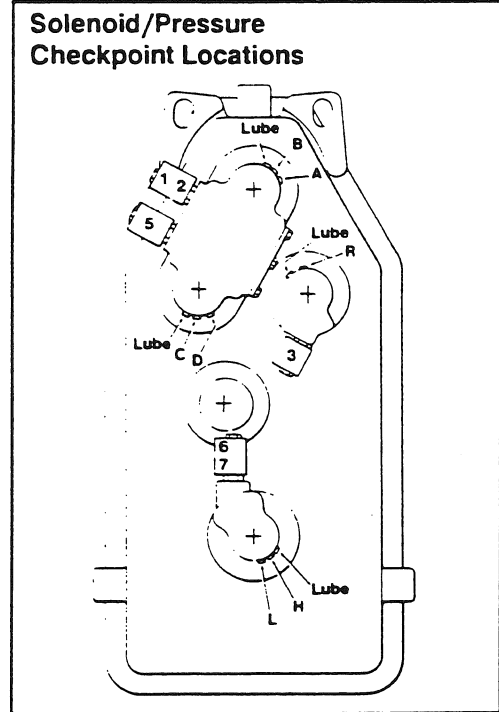 Solenoid/Pressure
Checkpoint Locations
Lube
B
A
1 2
5
Lube
R
Lube
C
D
3
6
7
Lube
H
L